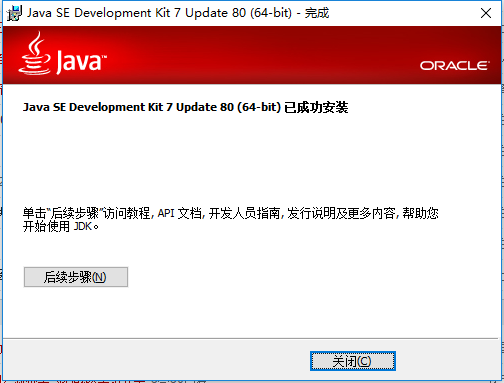 Java SE Development Kit 7 Update 80 (64-bit) - 完成
Java™
ORACLE®
Java SE Development Kit 7 Update 80 (64-bit) 已成功安装
单击“后续步骤”访问教程, API 文档, 开发人员指南, 发行说明及更多内容, 帮助您
开始使用 JDK。
后续步骤(N)
关闭(C)